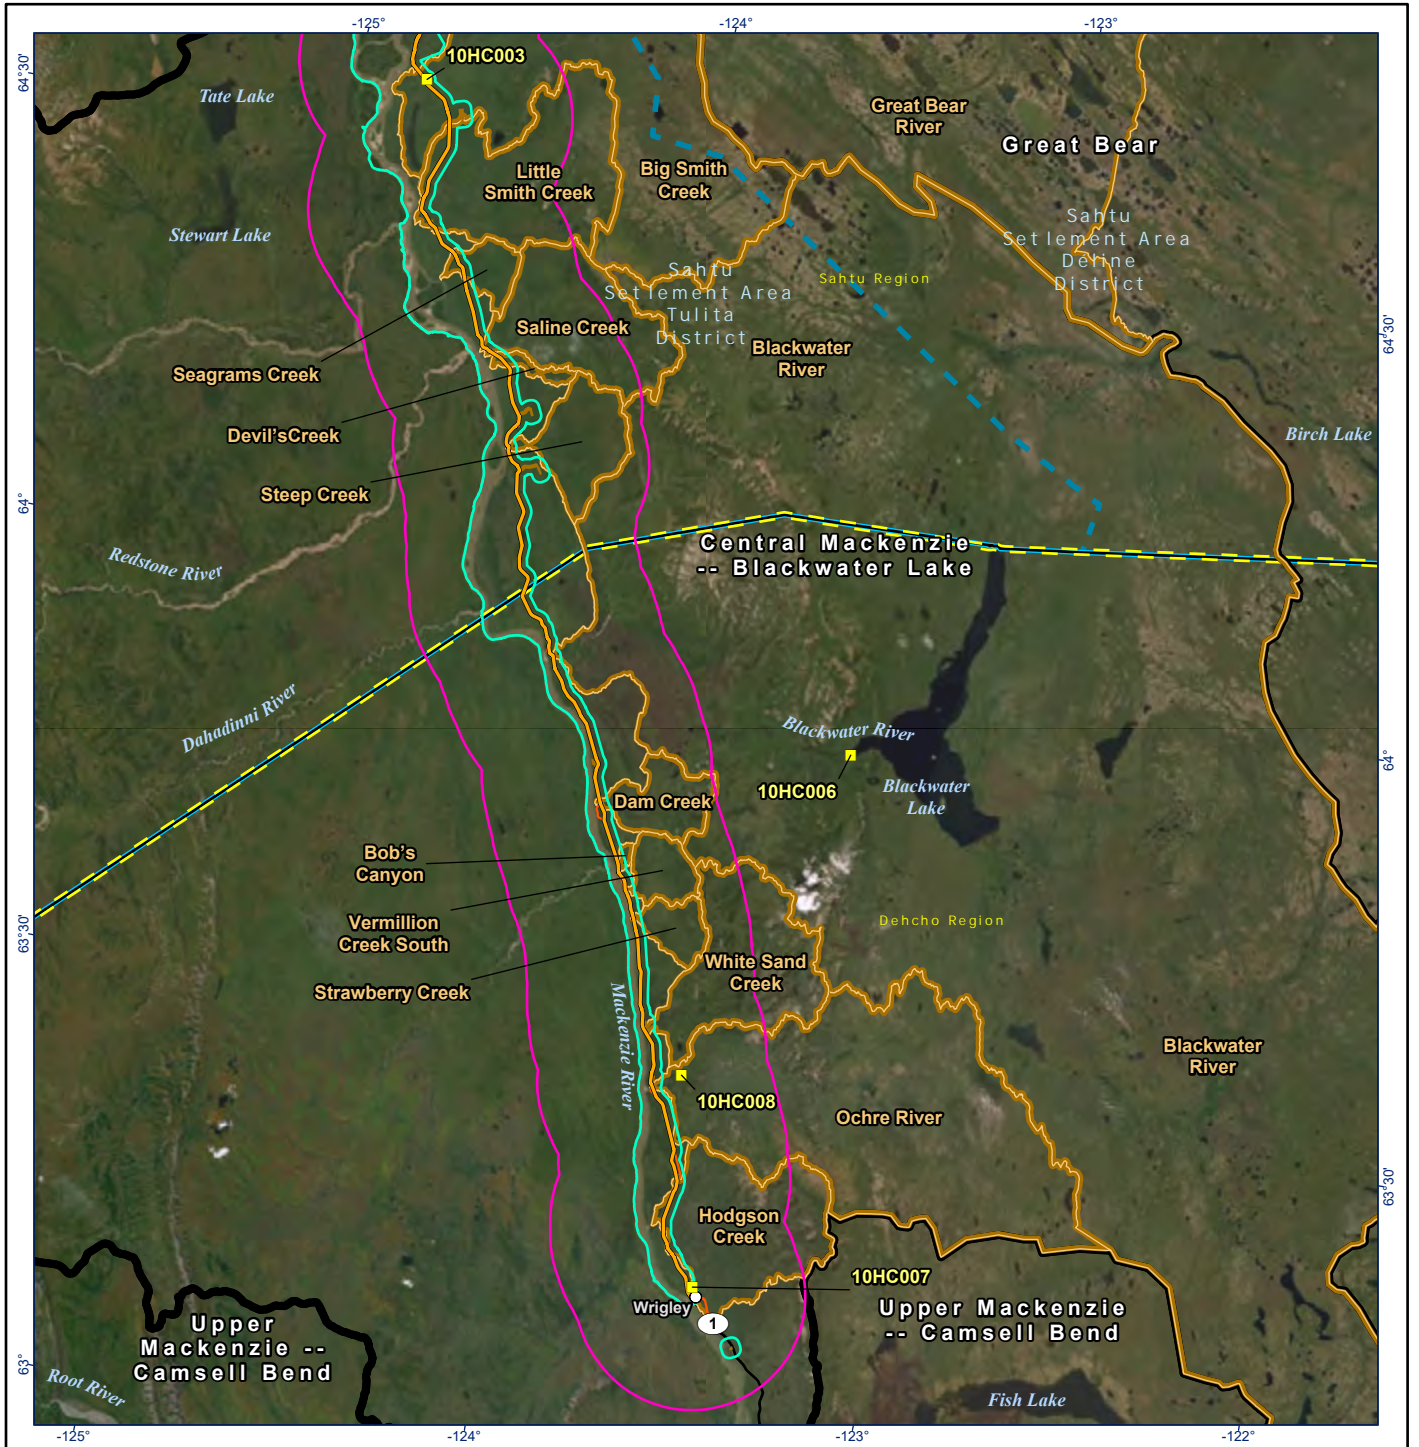 -125°
-124°
-123°
64°30'
10HC003
Tate Lake
Great Bear
River
Great Bear
Little
Smith Creek
Big Smith
Creek
Stewart Lake
Sahtu
Setlement Area
Deline
District
Sahtu
Setlement Area
Tulita
District
Sahtu Region
Saline Creek
64°30'
Blackwater
River
Seagrams Creek
Devil'sCreek
Birch Lake
Steep Creek
64°
Central Mackenzie
-- Blackwater Lake
Redstone River
Dahadinni River
Blackwater River
64°
10HC006
Blackwater
Lake
Dam Creek
Bob's
Canyon
Vermillion
Creek South
63°30'
Dehcho Region
White Sand
Creek
Strawberry Creek
Mackenzie River
Blackwater
River
10HC008
Ochre River
63°30'
Hodgson
Creek
10HC007
Wrigley
1
Upper Mackenzie
-- Camsell Bend
Upper
Mackenzie --
Camsell Bend
63°
Root River
Fish Lake
-125°
-124°
-123°
-122°